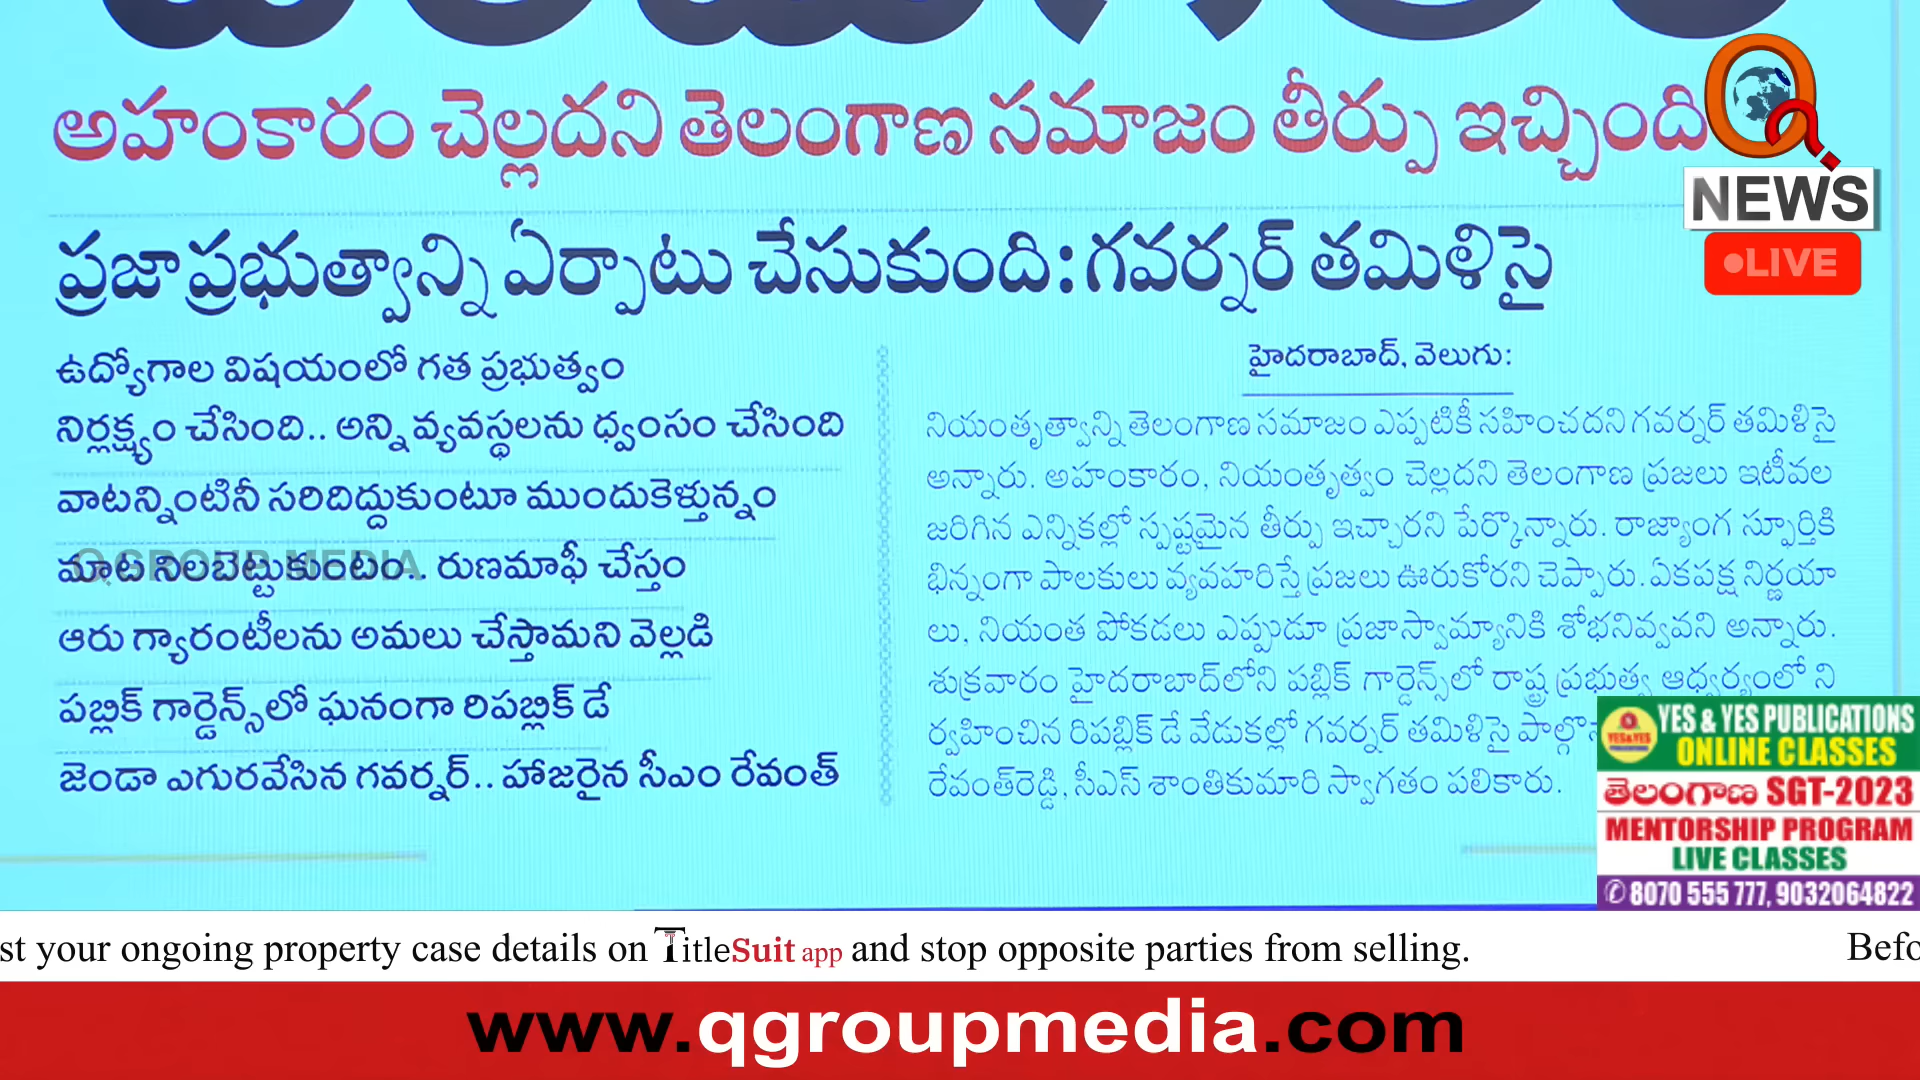 అహంకారం చెల్లదని తెలంగాణ సమాజం తీర్పు ఇచ్చింది
NEWS
LIVE
ప్రజా ప్రభుత్వాన్ని ఏర్పాటు చేసుకుంది: గవర్నర్ తమిళిసై
ఉద్యోగాల విషయంలో గత ప్రభుత్వం
నిర్లక్ష్యం చేసింది.. అన్ని వ్యవస్థలను ధ్వంసం చేసింది
వాటన్నింటినీ సరిదిద్దుకుంటూ ముందుకెళ్తున్నం
మాట నిలబెట్టుకుంటం.. రుణమాఫీ చేస్తం
QGROUP MEDIA
ఆరు గ్యారంటీలను అమలు చేస్తామని వెల్లడి
పబ్లిక్ గార్డెన్స్‌లో ఘనంగా రిపబ్లిక్ డే
జెండా ఎగురవేసిన గవర్నర్.. హాజరైన సీఎం రేవంత్
హైదరాబాద్, వెలుగు:
నియంతృత్వాన్ని తెలంగాణ సమాజం ఎప్పటికీ సహించదని గవర్నర్ తమిళిసై
అన్నారు. అహంకారం, నియంతృత్వం చెల్లదని తెలంగాణ ప్రజలు ఇటీవల
జరిగిన ఎన్నికల్లో స్పష్టమైన తీర్పు ఇచ్చారని పేర్కొన్నారు. రాజ్యాంగ స్ఫూర్తికి
భిన్నంగా పాలకులు వ్యవహరిస్తే ప్రజలు ఊరుకోరని చెప్పారు. ఏకపక్ష నిర్ణయా
లు, నియంత పోకడలు ఎప్పుడూ ప్రజాస్వామ్యానికి శోభనివ్వవని అన్నారు.
శుక్రవారం హైదరాబాద్‌లోని పబ్లిక్ గార్డెన్స్‌లో రాష్ట్ర ప్రభుత్వ ఆధ్వర్యంలో ని
ర్వహించిన రిపబ్లిక్ డే వేడుకల్లో గవర్నర్ తమిళిసై
రేవంత్‌రెడ్డి, సీఎస్ శాంతికుమారి స్వాగతం పలికారు.
YES & YES PUBLICATIONS
ONLINE CLASSES
తెలంగాణ SGT-2023
MENTORSHIP PROGRAM
LIVE CLASSES
8070 555 777, 9032064822
st your ongoing property case details on TitleSuit app and stop opposite parties from selling. Befo
www.qgroupmedia.com